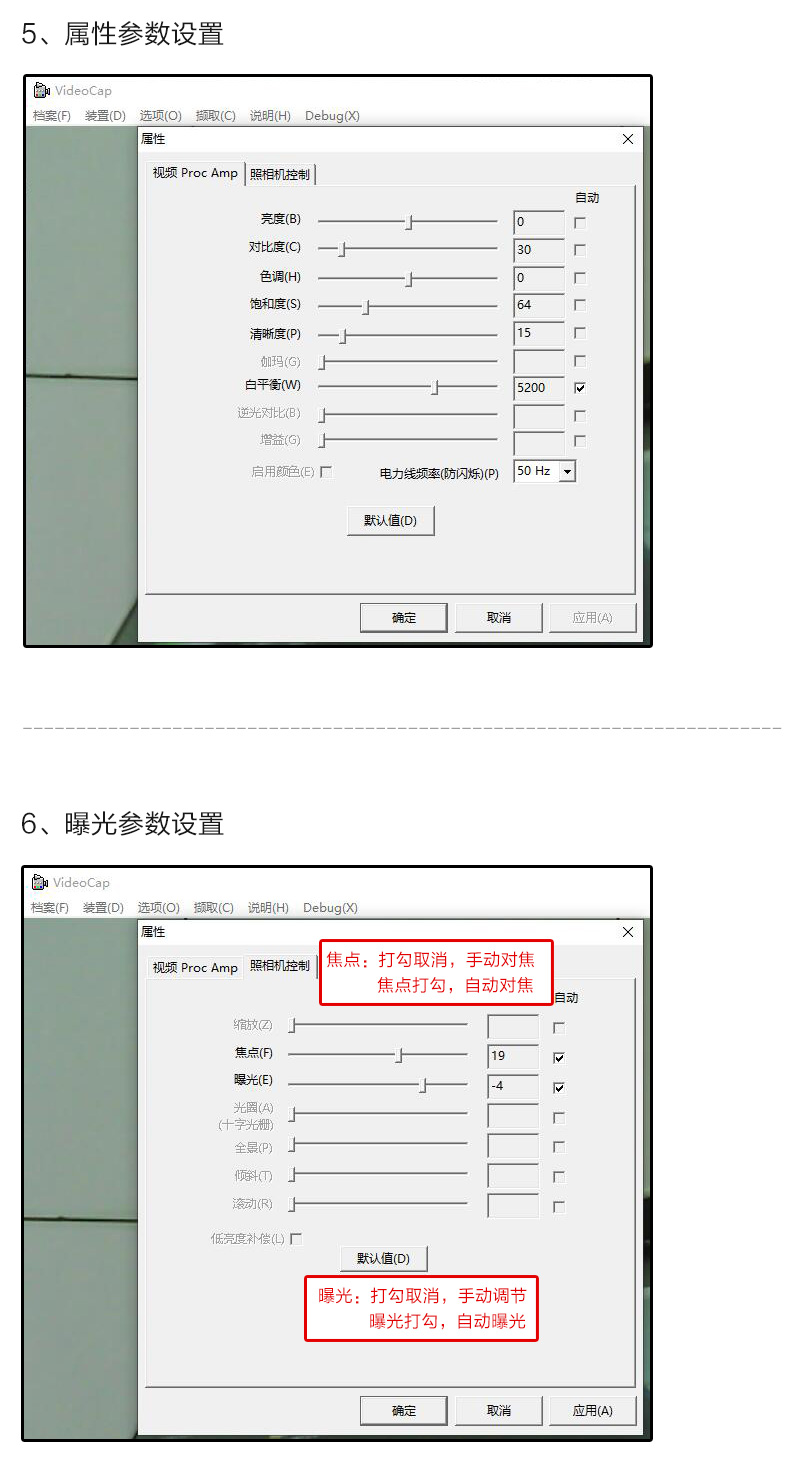 5、属性参数设置
VideoCap
档案(F) 装置(D) 选项(O) 撷取(C) 说明(H) Debug(X)
属性
视频 Proc Amp 照相机控制
自动
亮度(B) 0
对比度(C) 30
色调(H) 0
饱和度(S) 64
清晰度(P) 15
伽玛(G)
白平衡(W) 5200
逆光对比(B)
增益(G)
启用颜色(E) 电力线频率(防闪烁)(P) 50 Hz
默认值(D)
确定 取消 应用(A)
6、曝光参数设置
VideoCap
档案(F) 装置(D) 选项(O) 撷取(C) 说明(H) Debug(X)
属性
视频 Proc Amp 照相机控制
焦点：打勾取消，手动对焦
焦点打勾，自动对焦
自动
缩放(Z)
焦点(F) 19
曝光(E) -4
光圈(A)
(十字光栅)
全景(P)
倾斜(T)
滚动(R)
低亮度补偿(L)
默认值(D)
曝光：打勾取消，手动调节
曝光打勾，自动曝光
确定 取消 应用(A)